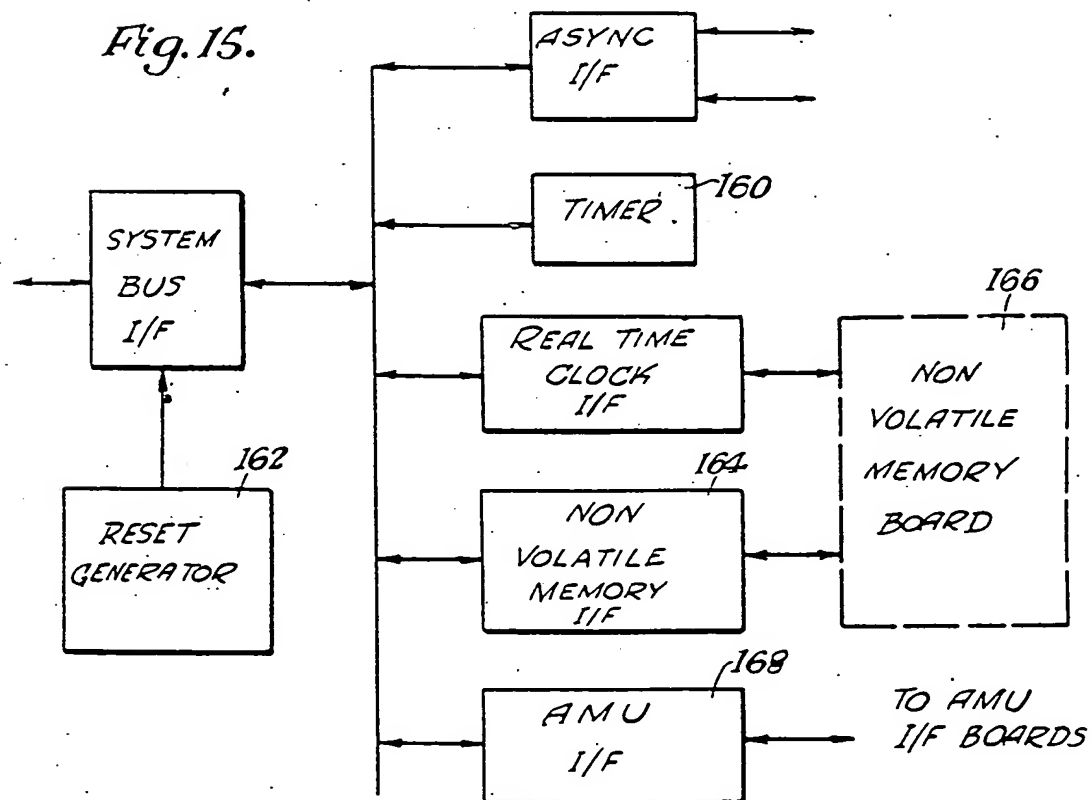 Fig. 15.
ASYNC
I/F
TIMER
160
SYSTEM
BUS
I/F
REAL TIME
CLOCK
I/F
166
NON
VOLATILE
MEMORY
BOARD
162
RESET
GENERATOR
164
NON
VOLATILE
MEMORY
I/F
168
AMU
I/F
TO AMU
I/F BOARDS